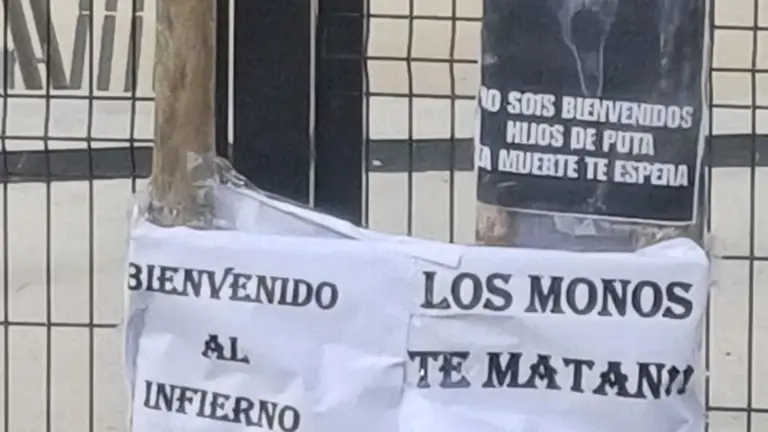 O SOIS BIENVENIDOS
HIJOS DE PUTA
A MUERTE TE ESPERA
BIENVENIDO
AL
INFIERNO
LOS MONOS
TE MATAN!!